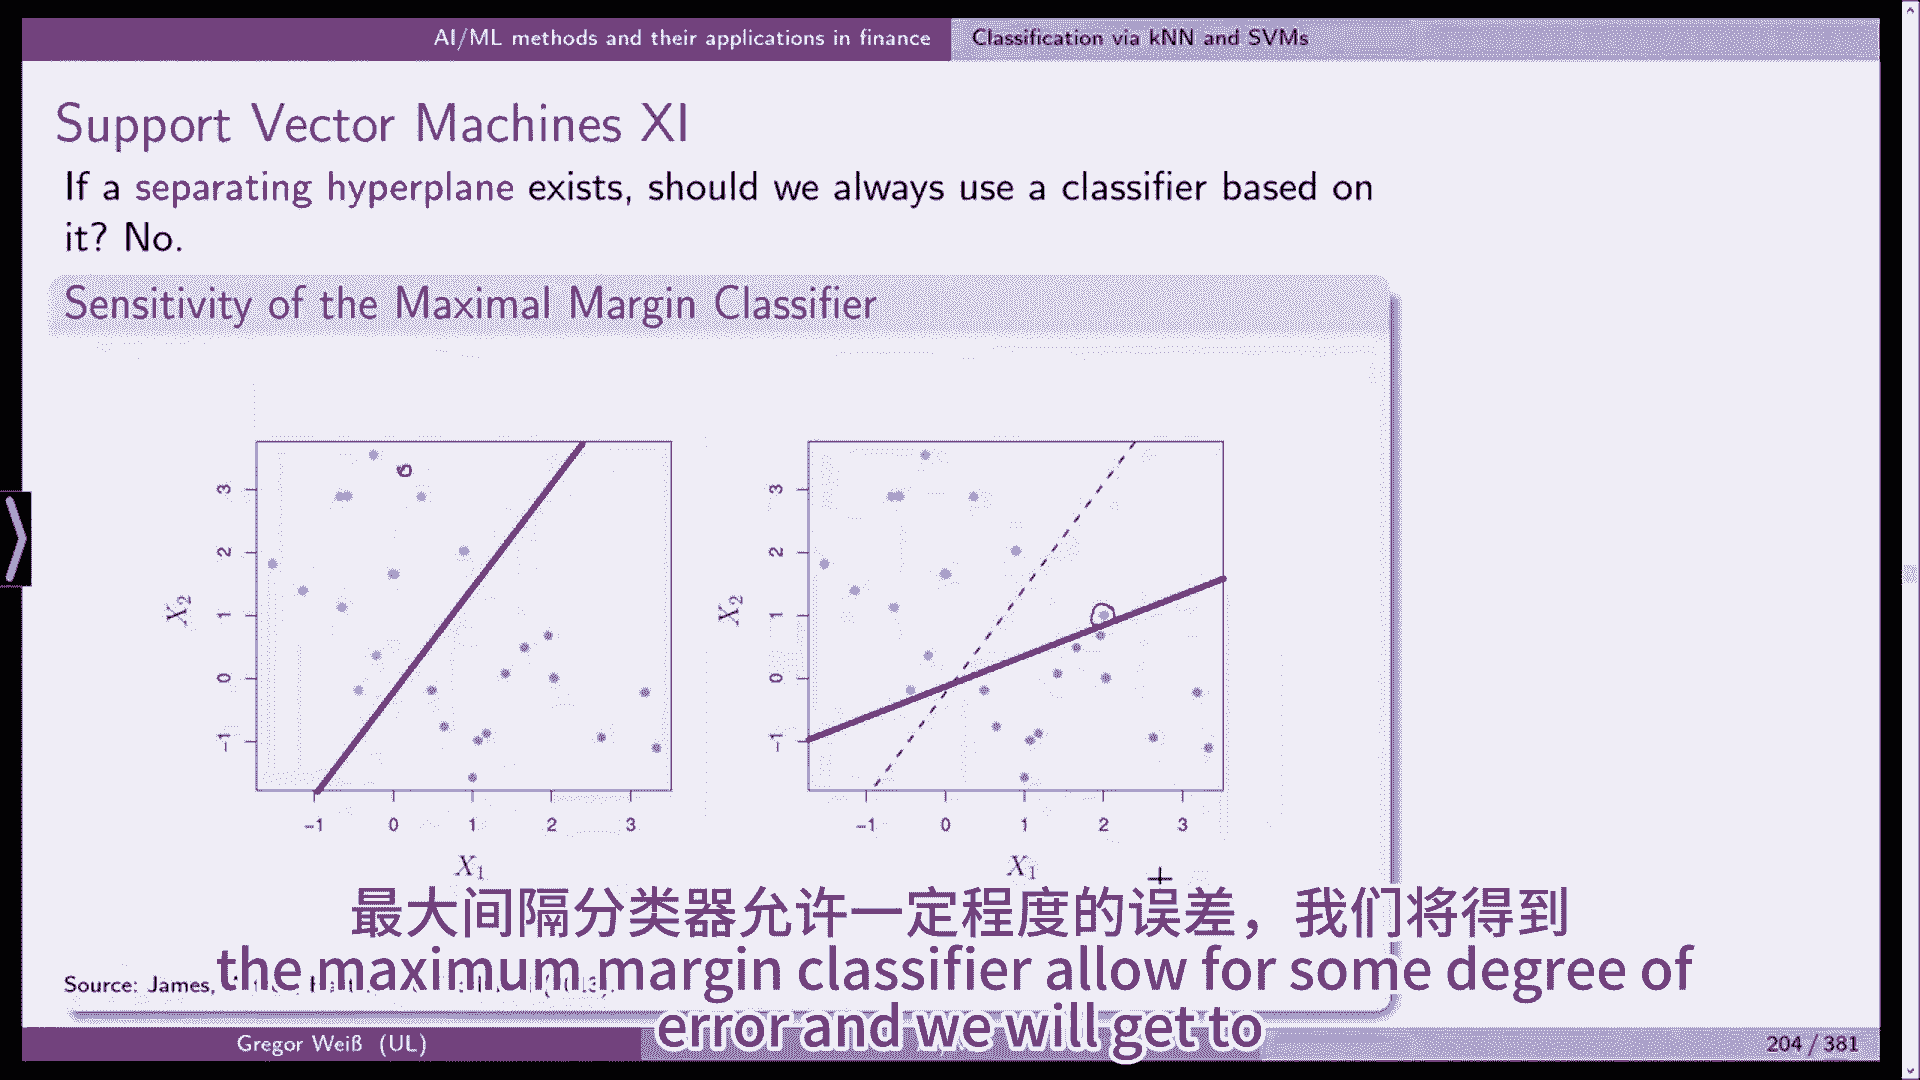 AI/ML methods and their applications in finance
Classification via kNN and SVMs
Support Vector Machines XI
If a separating hyperplane exists, should we always use a classifier based on
it? No.
Sensitivity of the Maximal Margin Classifier
3
2
1
0
−1
X₂
−1 0 1 2 3
X₁
3
2
1
0
−1
X₂
−1 0 1 2 3
X₁
最大间隔分类器允许一定程度的误差，我们将得到
the maximum margin classifier allow for some degree of
error and we will get to
Source: James,
Gregor Weiß (UL)
204 / 381